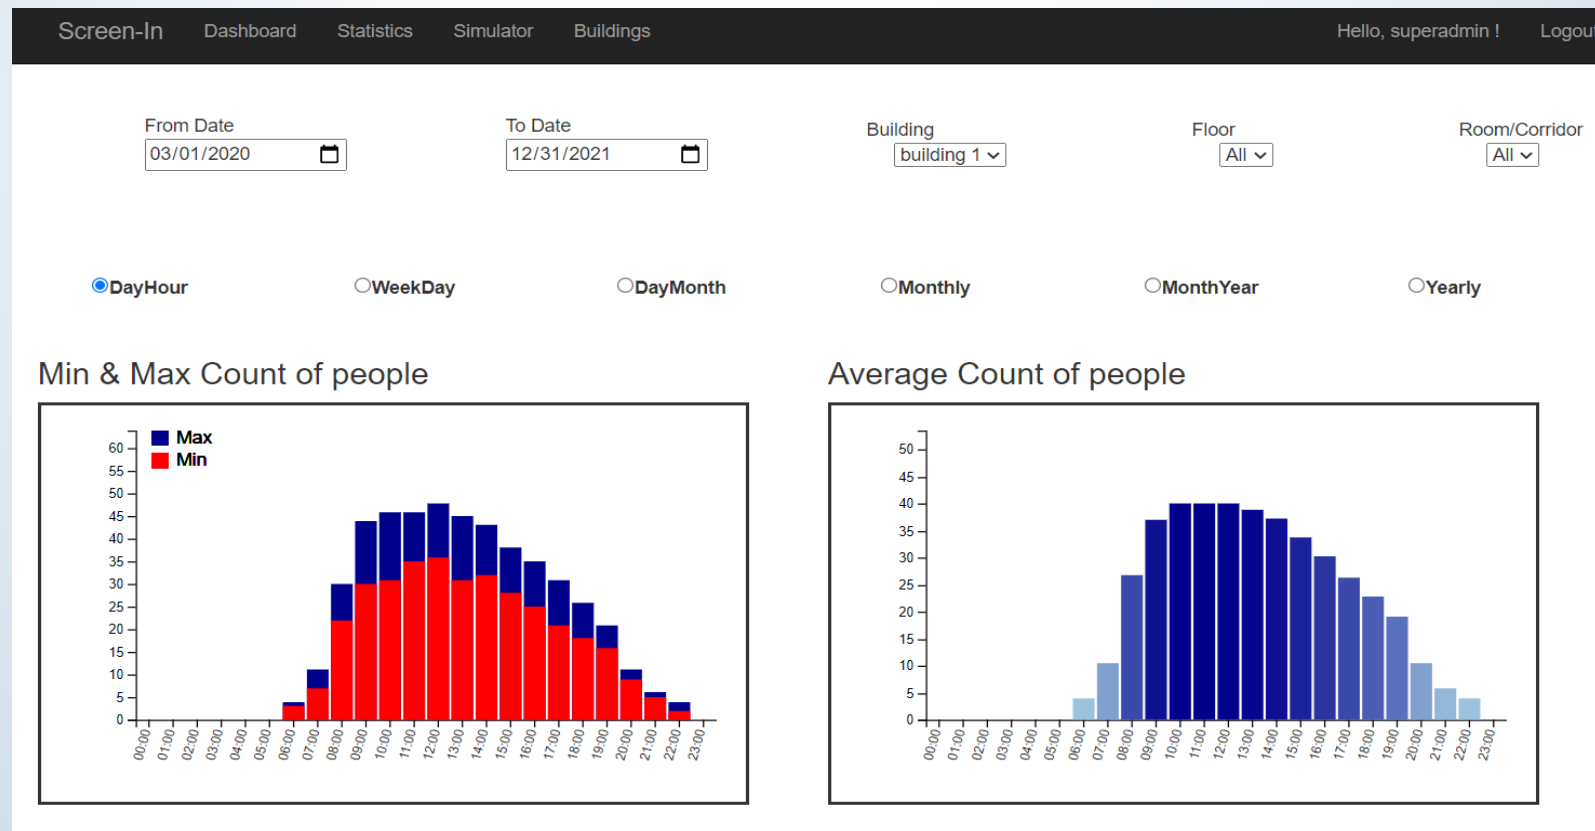 Screen-In Dashboard Statistics Simulator Buildings Hello, superadmin ! Logout
From Date To Date Building Floor Room/Corridor
03/01/2020 12/31/2021 building 1 All All
DayHour WeekDay DayMonth Monthly MonthYear Yearly
Min & Max Count of people
Max
Min
60
55
50
45
40
35
30
25
20
15
10
5
0
00:00 01:00 02:00 03:00 04:00 05:00 06:00 07:00 08:00 09:00 10:00 11:00 12:00 13:00 14:00 15:00 16:00 17:00 18:00 19:00 20:00 21:00 22:00 23:00
Average Count of people
50
45
40
35
30
25
20
15
10
5
0
00:00 01:00 02:00 03:00 04:00 05:00 06:00 07:00 08:00 09:00 10:00 11:00 12:00 13:00 14:00 15:00 16:00 17:00 18:00 19:00 20:00 21:00 22:00 23:00